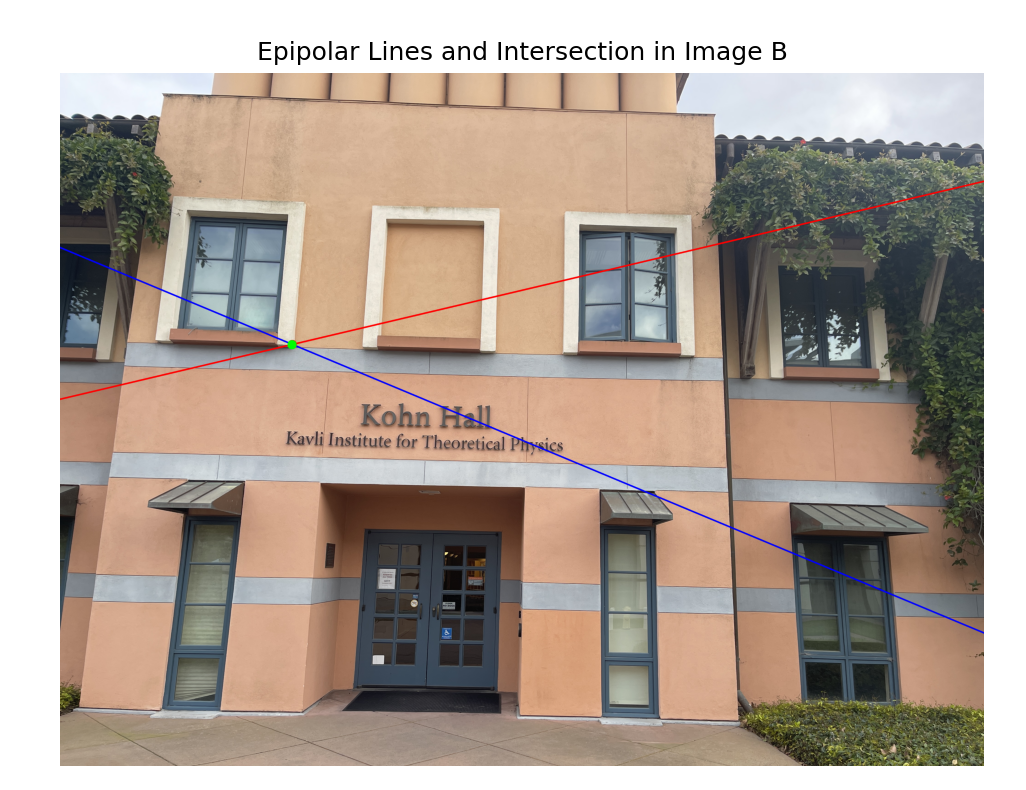 Epipolar Lines and Intersection in Image B
Kohn Hall
Kavli Institute for Theoretical Physics